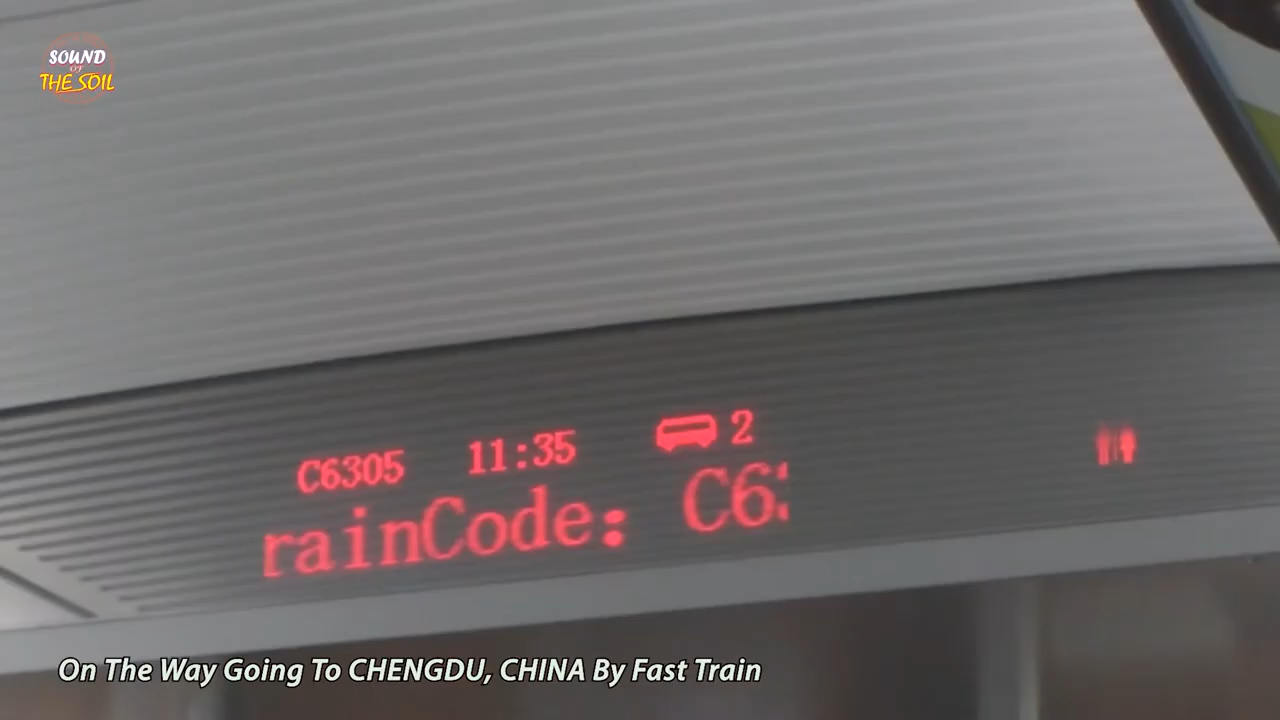 SOUND
OF
THE SOIL
C6305 11:35 2
rainCode: C63
On The Way Going To CHENGDU, CHINA By Fast Train